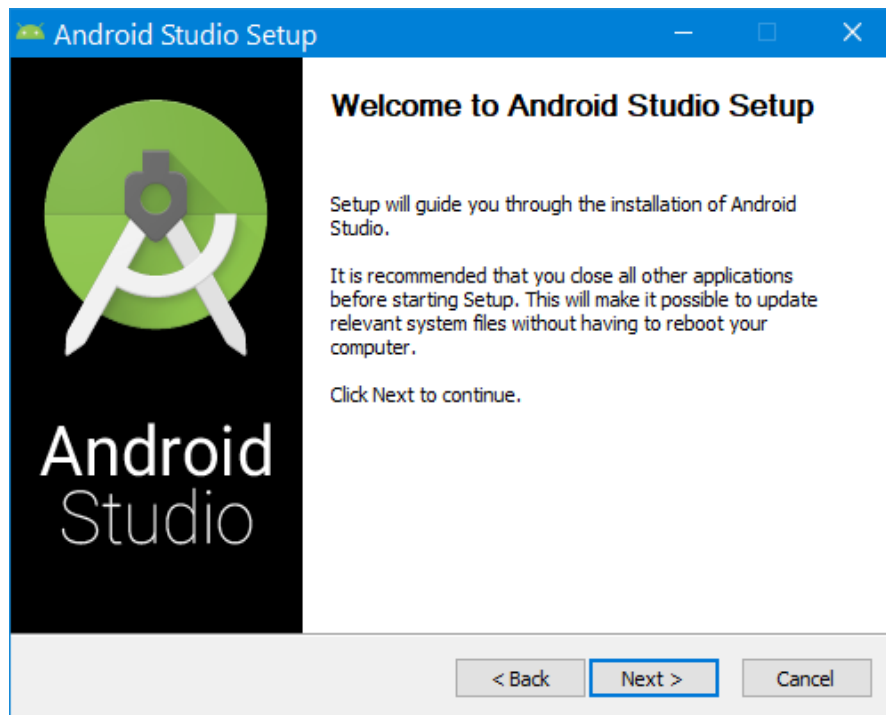 Android Studio Setup
Welcome to Android Studio Setup
Setup will guide you through the installation of Android
Studio.
It is recommended that you close all other applications
before starting Setup. This will make it possible to update
relevant system files without having to reboot your
computer.
Click Next to continue.
Android
Studio
< Back
Next >
Cancel